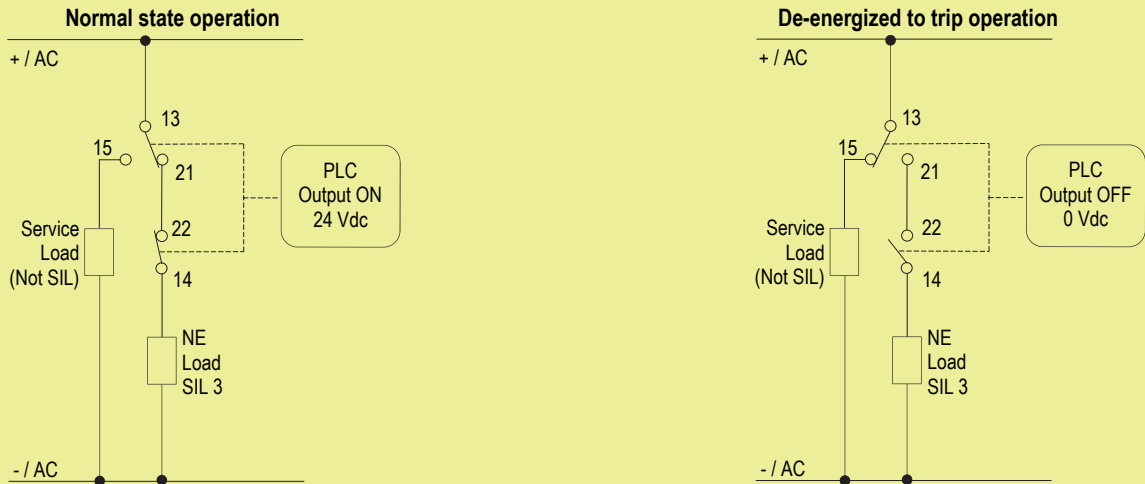 Normal state operation
+ / AC
13
15
21
PLC
Output ON
24 Vdc
22
Service
Load
(Not SIL)
14
NE
Load
SIL 3
- / AC
De-energized to trip operation
+ / AC
13
15
21
PLC
Output OFF
0 Vdc
22
Service
Load
(Not SIL)
14
NE
Load
SIL 3
- / AC